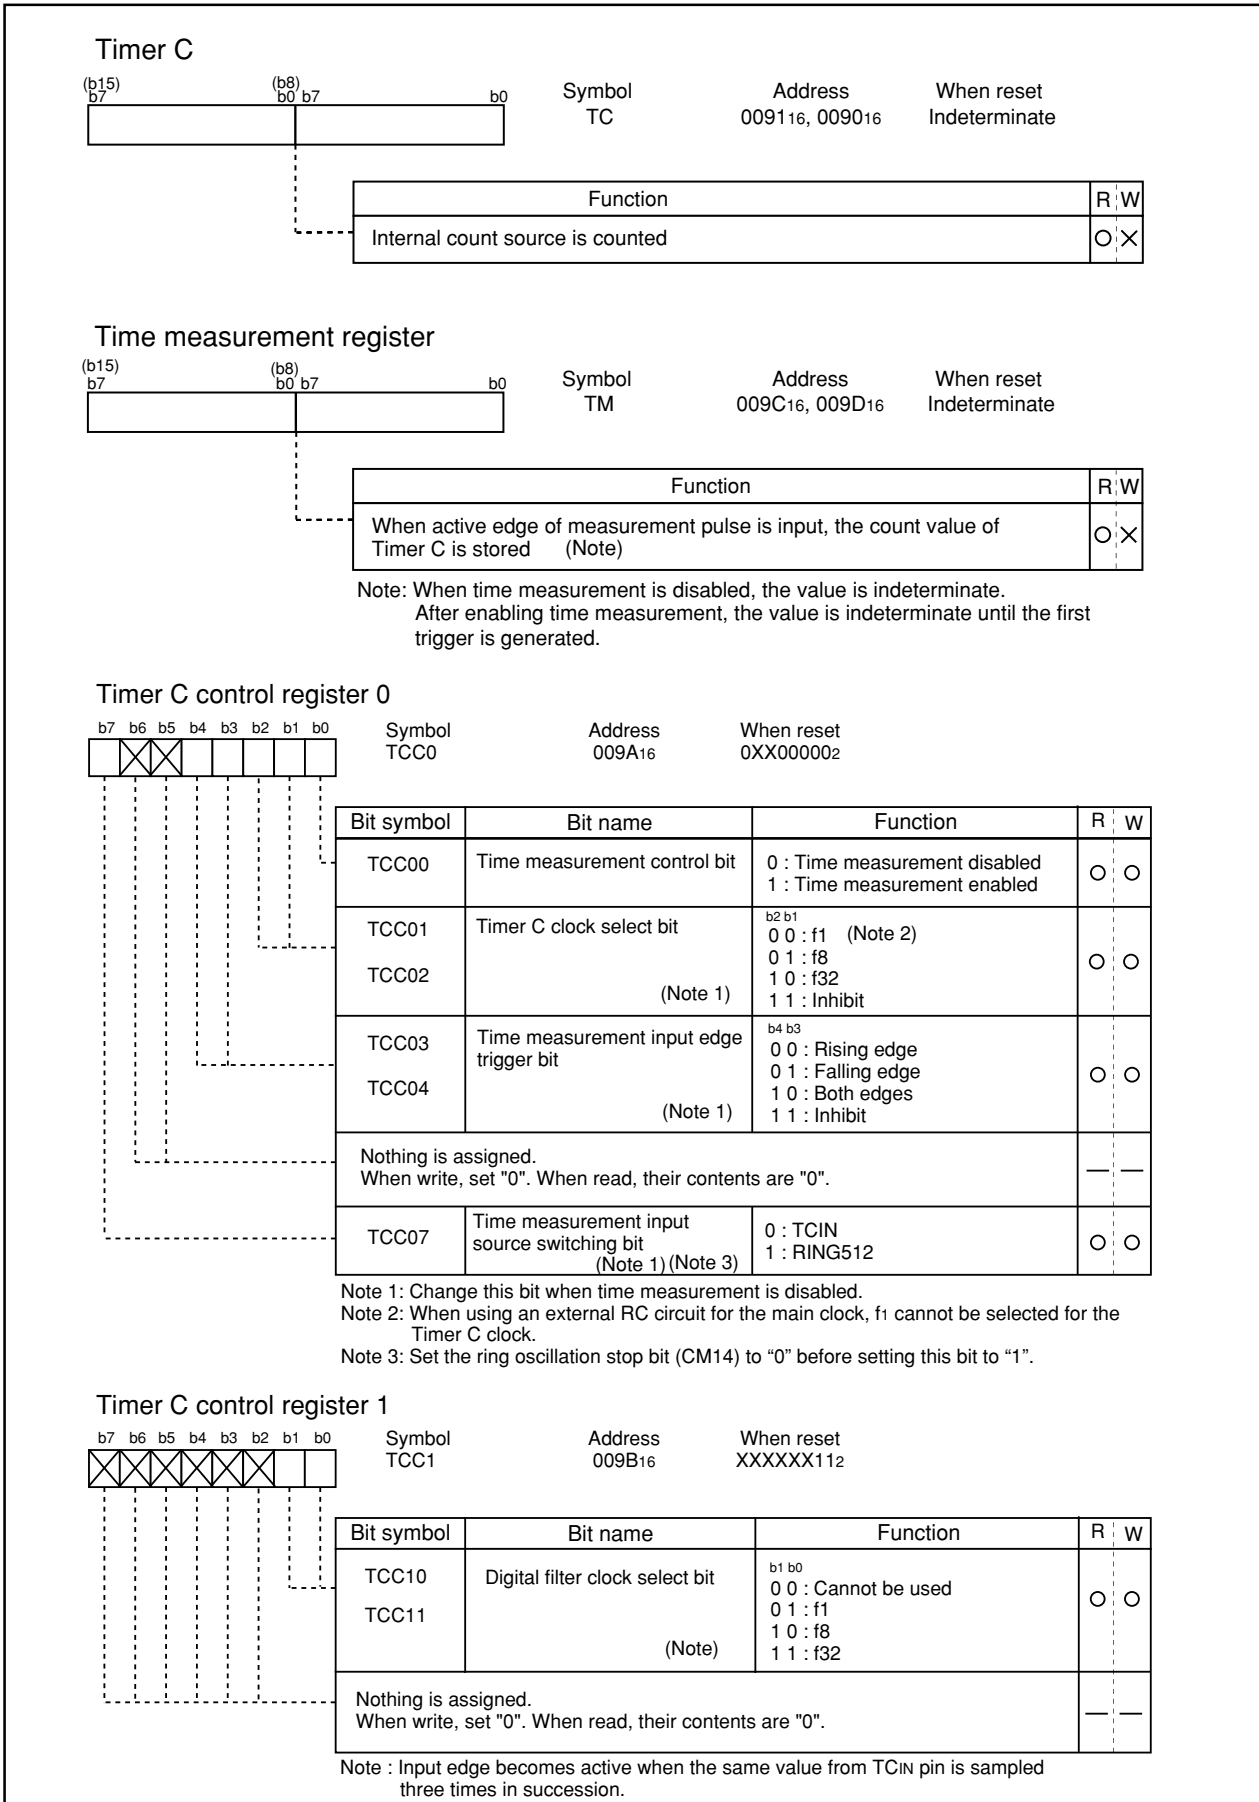 Timer C
(b15) (b8)
b7 b0 b7 b0
Symbol Address When reset
TC 009116, 009016 Indeterminate
Function R W
Internal count source is counted O X
Time measurement register
(b15) (b8)
b7 b0 b7 b0
Symbol Address When reset
TM 009C16, 009D16 Indeterminate
Function R W
When active edge of measurement pulse is input, the count value of
Timer C is stored (Note) O X
Note: When time measurement is disabled, the value is indeterminate.
After enabling time measurement, the value is indeterminate until the first
trigger is generated.
Timer C control register 0
b7 b6 b5 b4 b3 b2 b1 b0
Symbol Address When reset
TCC0 009A16 0XX000002
Bit symbol Bit name Function R W
TCC00 Time measurement control bit 0 : Time measurement disabled
1 : Time measurement enabled O O
TCC01 Timer C clock select bit b2 b1
0 0 : f1 (Note 2)
0 1 : f8
TCC02 1 0 : f32 O O
(Note 1) 1 1 : Inhibit
TCC03 Time measurement input edge b4 b3
trigger bit 0 0 : Rising edge
0 1 : Falling edge
TCC04 1 0 : Both edges O O
(Note 1) 1 1 : Inhibit
Nothing is assigned.
When write, set "0". When read, their contents are "0". — —
Time measurement input
TCC07 source switching bit 0 : TCIN
(Note 1) (Note 3) 1 : RING512 O O
Note 1: Change this bit when time measurement is disabled.
Note 2: When using an external RC circuit for the main clock, f1 cannot be selected for the
Timer C clock.
Note 3: Set the ring oscillation stop bit (CM14) to “0” before setting this bit to “1”.
Timer C control register 1
b7 b6 b5 b4 b3 b2 b1 b0
Symbol Address When reset
TCC1 009B16 XXXXXX112
Bit symbol Bit name Function R W
TCC10 Digital filter clock select bit b1 b0
0 0 : Cannot be used
TCC11 0 1 : f1 O O
1 0 : f8
(Note) 1 1 : f32
Nothing is assigned.
When write, set "0". When read, their contents are "0". — —
Note : Input edge becomes active when the same value from TCIN pin is sampled
three times in succession.